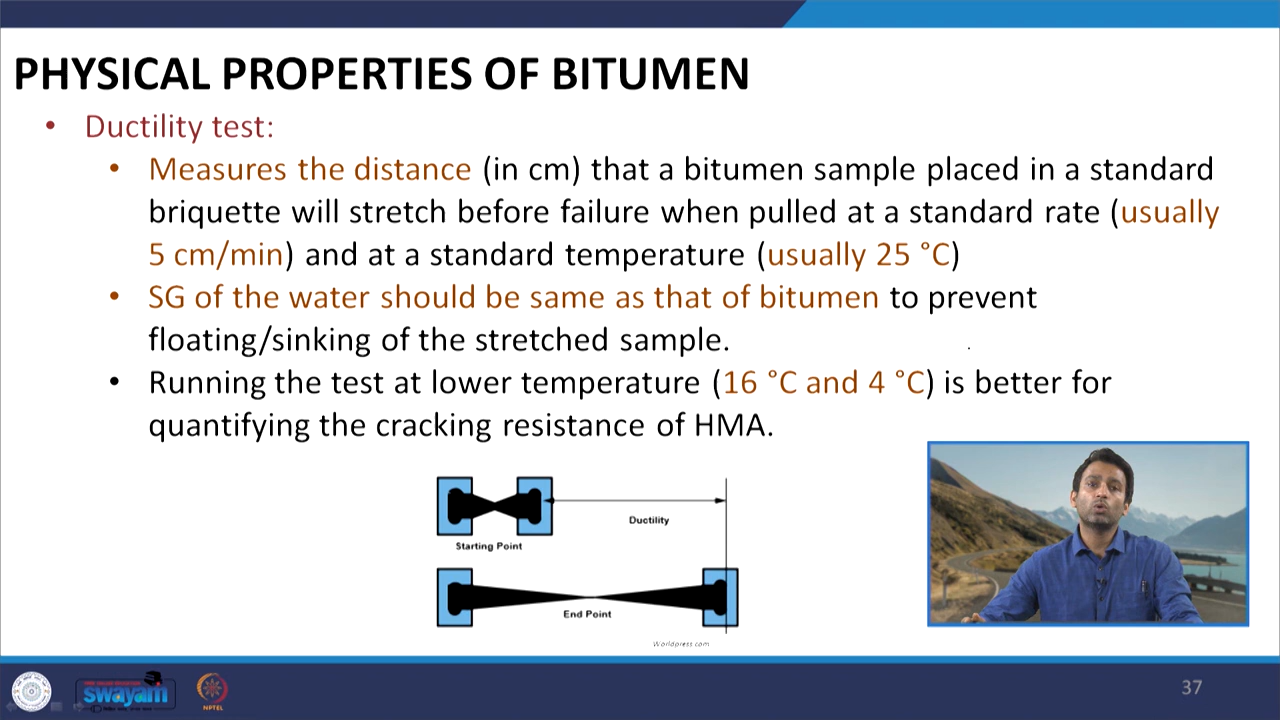 PHYSICAL PROPERTIES OF BITUMEN
• Ductility test:
• Measures the distance (in cm) that a bitumen sample placed in a standard
briquette will stretch before failure when pulled at a standard rate (usually
5 cm/min) and at a standard temperature (usually 25 °C)
• SG of the water should be same as that of bitumen to prevent
floating/sinking of the stretched sample.
• Running the test at lower temperature (16 °C and 4 °C) is better for
quantifying the cracking resistance of HMA.
Ductility
Starting Point
End Point
Worldpress.com
swayam
NPTEL
37